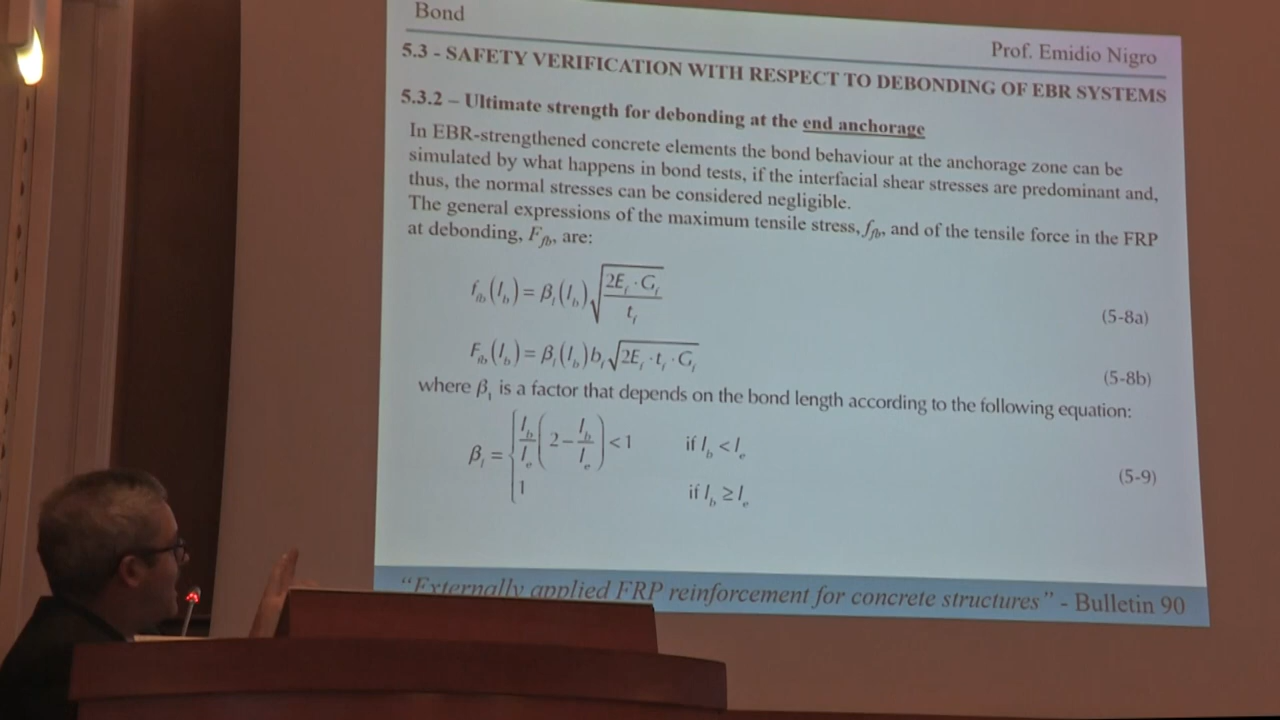 Bond
Prof. Emidio Nigro
5.3 - SAFETY VERIFICATION WITH RESPECT TO DEBONDING OF EBR SYSTEMS
5.3.2 – Ultimate strength for debonding at the end anchorage
In EBR-strengthened concrete elements the bond behaviour at the anchorage zone can be
simulated by what happens in bond tests, if the interfacial shear stresses are predominant and,
thus, the normal stresses can be considered negligible.
The general expressions of the maximum tensile stress, f_fb, and of the tensile force in the FRP
at debonding, F_fb, are:
f_fb(l_b) = β_l(l_b) √(2E_f · G_f / t_f) (5-8a)
F_fb(l_b) = β_l(l_b) b_f √(2E_f · t_f · G_f) (5-8b)
where β_l is a factor that depends on the bond length according to the following equation:
β_l = { l_b/l_e (2 − l_b/l_e) < 1 if l_b < l_e
1 if l_b ≥ l_e (5-9)
“Externally applied FRP reinforcement for concrete structures” - Bulletin 90